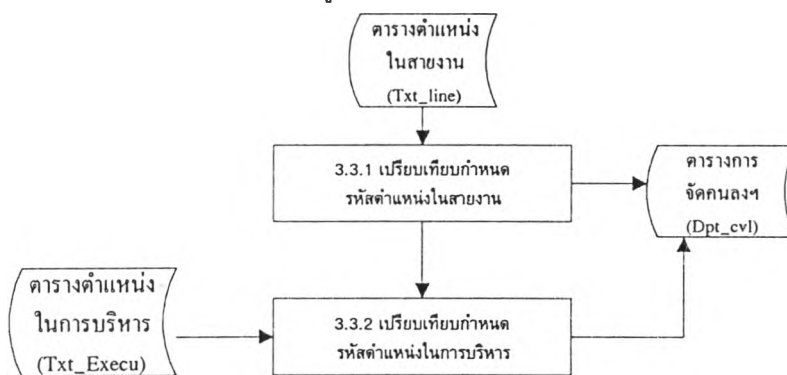 ตารางตำแหน่ง
ในสายงาน
(Txt_line)
3.3.1 เปรียบเทียบกำหนด
รหัสตำแหน่งในสายงาน
ตารางการ
จัดคนลงฯ
(Dpt_cvl)
ตารางตำแหน่ง
ในการบริหาร
(Txt_Execu)
3.3.2 เปรียบเทียบกำหนด
รหัสตำแหน่งในการบริหาร